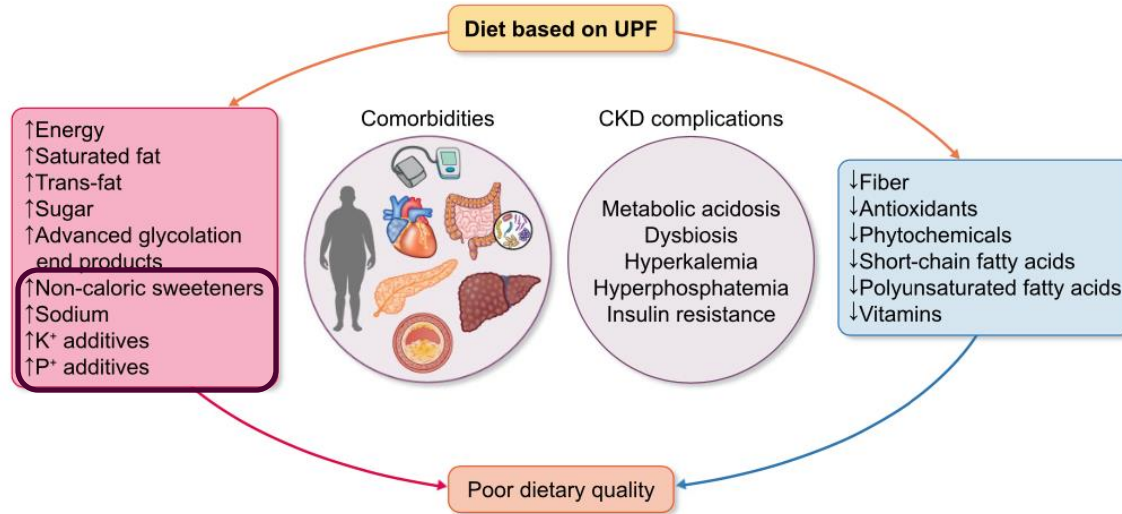 Diet based on UPF
↑Energy
↑Saturated fat
↑Trans-fat
↑Sugar
↑Advanced glycolation
end products
↑Non-caloric sweeteners
↑Sodium
↑K⁺ additives
↑P⁺ additives
Comorbidities
CKD complications
Metabolic acidosis
Dysbiosis
Hyperkalemia
Hyperphosphatemia
Insulin resistance
↓Fiber
↓Antioxidants
↓Phytochemicals
↓Short-chain fatty acids
↓Polyunsaturated fatty acids
↓Vitamins
Poor dietary quality